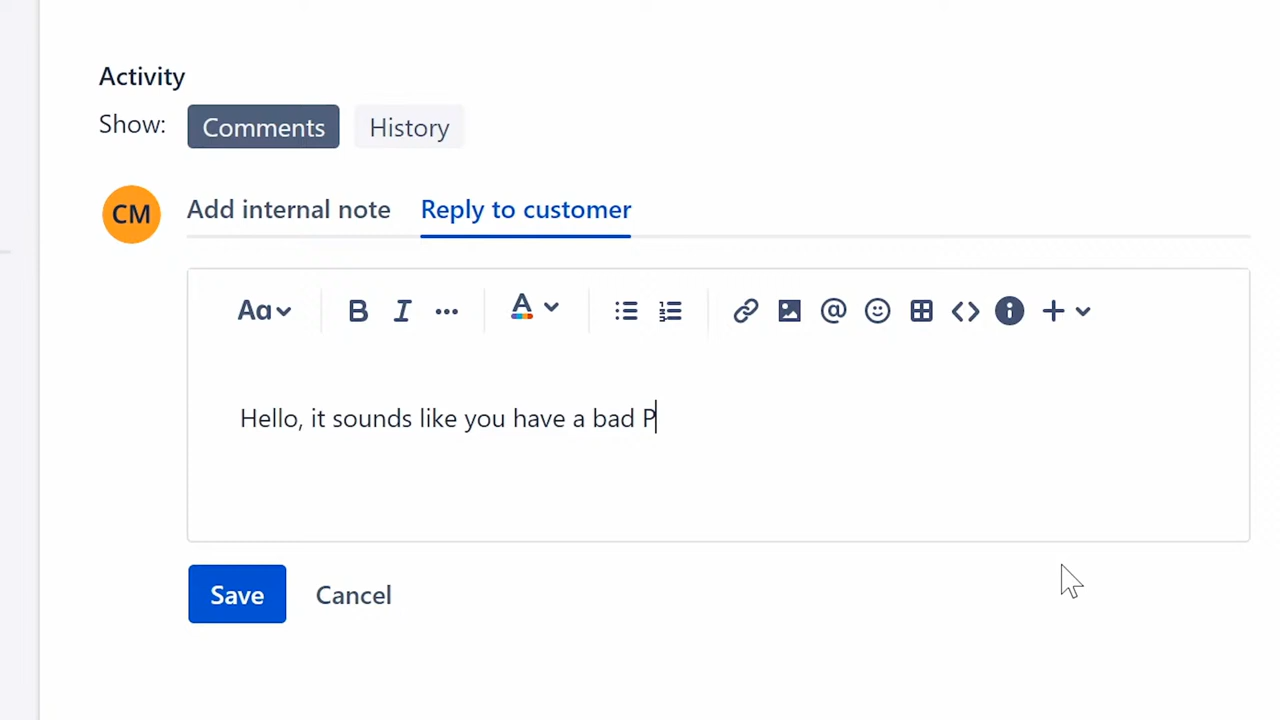 Activity
Show: Comments History
CM Add internal note Reply to customer
Aa B I ... A @ + 
Hello, it sounds like you have a bad P
Save Cancel